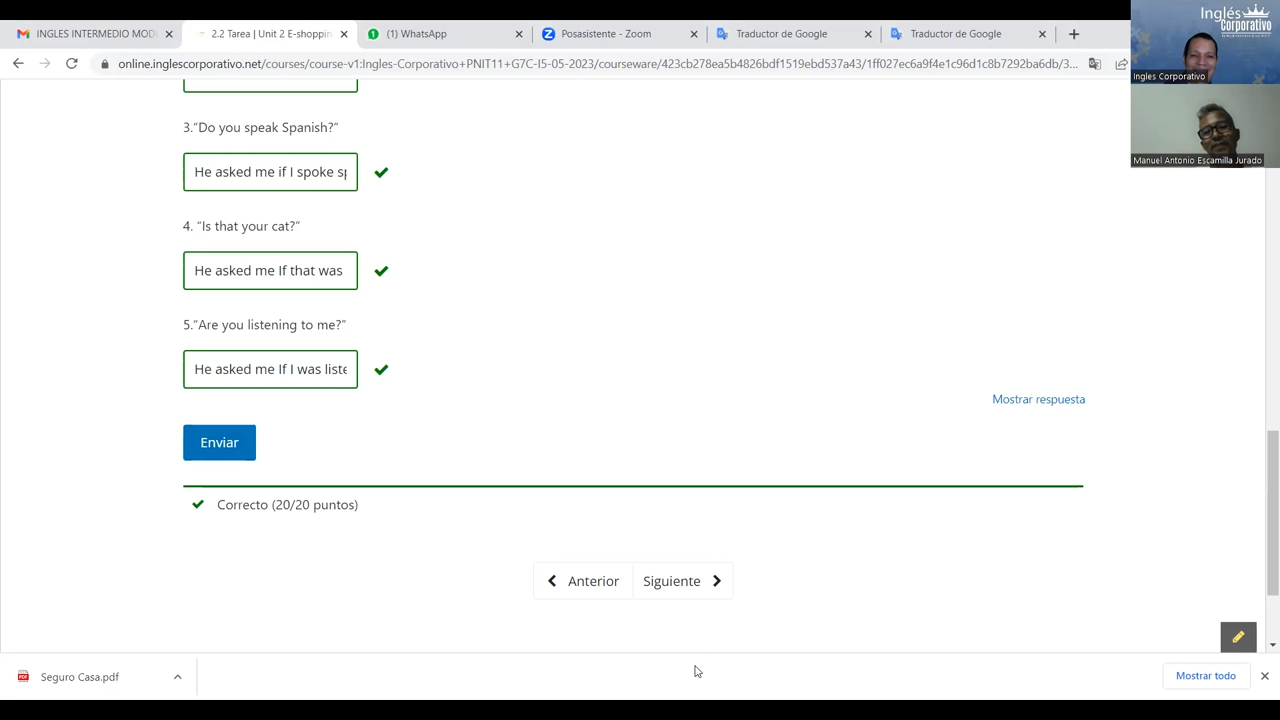 INGLES INTERMEDIO MODU
2.2 Tarea | Unit 2 E-shoppin
(1) WhatsApp
Posasistente - Zoom
Traductor de Google
Traductor de Google
online.inglescorporativo.net/courses/course-v1:Ingles-Corporativo+PNIT11+G7C-I5-05-2023/courseware/423cb278ea5b4826bdf1519ebd537a43/1ff027ec6a9f4e1c96d1c8b7292ba6db/3...
Inglés
Corporativo
Ingles Corporativo
Manuel Antonio Escamilla Jurado
3."Do you speak Spanish?"
He asked me if I spoke sp
4. "Is that your cat?"
He asked me If that was
5."Are you listening to me?"
He asked me If I was liste
Mostrar respuesta
Enviar
Correcto (20/20 puntos)
Anterior
Siguiente
Seguro Casa.pdf
Mostrar todo